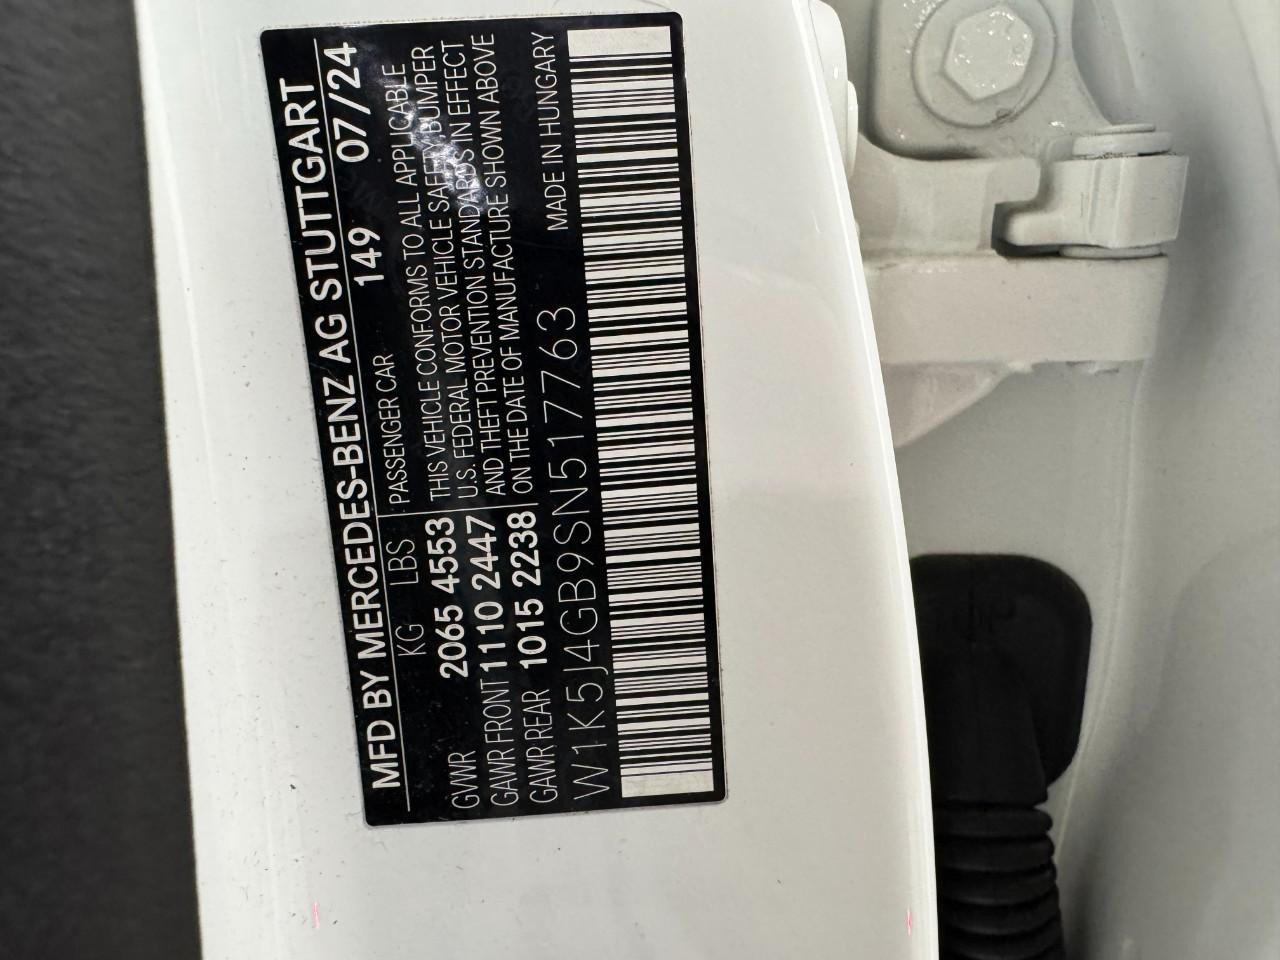 MFD BY MERCEDES-BENZ AG STUTTGART
KG LBS PASSENGER CAR 149 07/24
GVWR 2065 4553 THIS VEHICLE CONFORMS TO ALL APPLICABLE
GAWR FRONT 1110 2447 U.S. FEDERAL MOTOR VEHICLE SAFETY, BUMPER
GAWR REAR 1015 2238 AND THEFT PREVENTION STANDARDS IN EFFECT
ON THE DATE OF MANUFACTURE SHOWN ABOVE
W1K5J4GB9SN517763 MADE IN HUNGARY